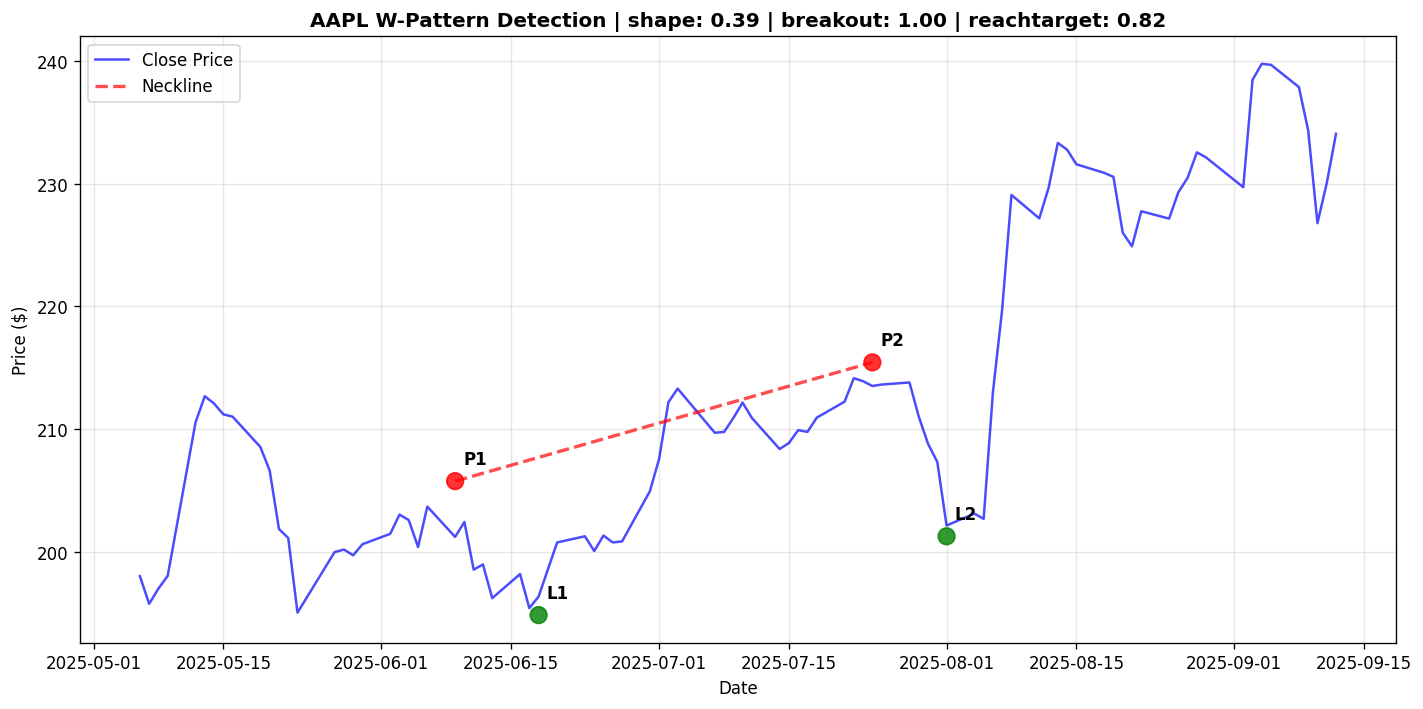 AAPL W-Pattern Detection | shape: 0.39 | breakout: 1.00 | reachtarget: 0.82
Close Price
Neckline
240
230
220
210
200
Price ($)
P1
P2
L1
L2
2025-05-01 2025-05-15 2025-06-01 2025-06-15 2025-07-01 2025-07-15 2025-08-01 2025-08-15 2025-09-01 2025-09-15
Date